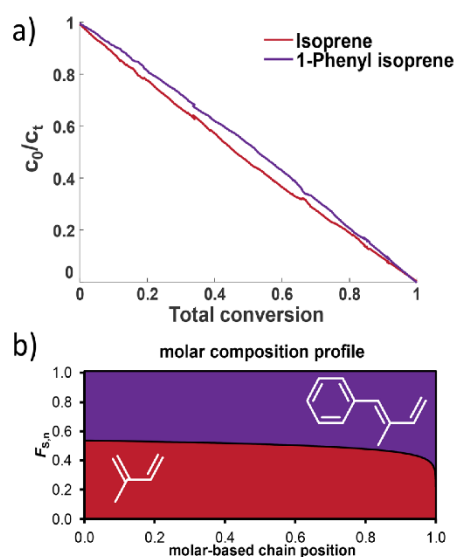 a)
Isoprene
1-Phenyl isoprene
1
0.8
0.6
0.4
0.2
0
c₀/cₜ
0 0.2 0.4 0.6 0.8 1
Total conversion
b)
molar composition profile
1.0
0.8
0.6
0.4
0.2
0.0
Fₛ,ₙ
0.0 0.2 0.4 0.6 0.8 1.0
molar-based chain position